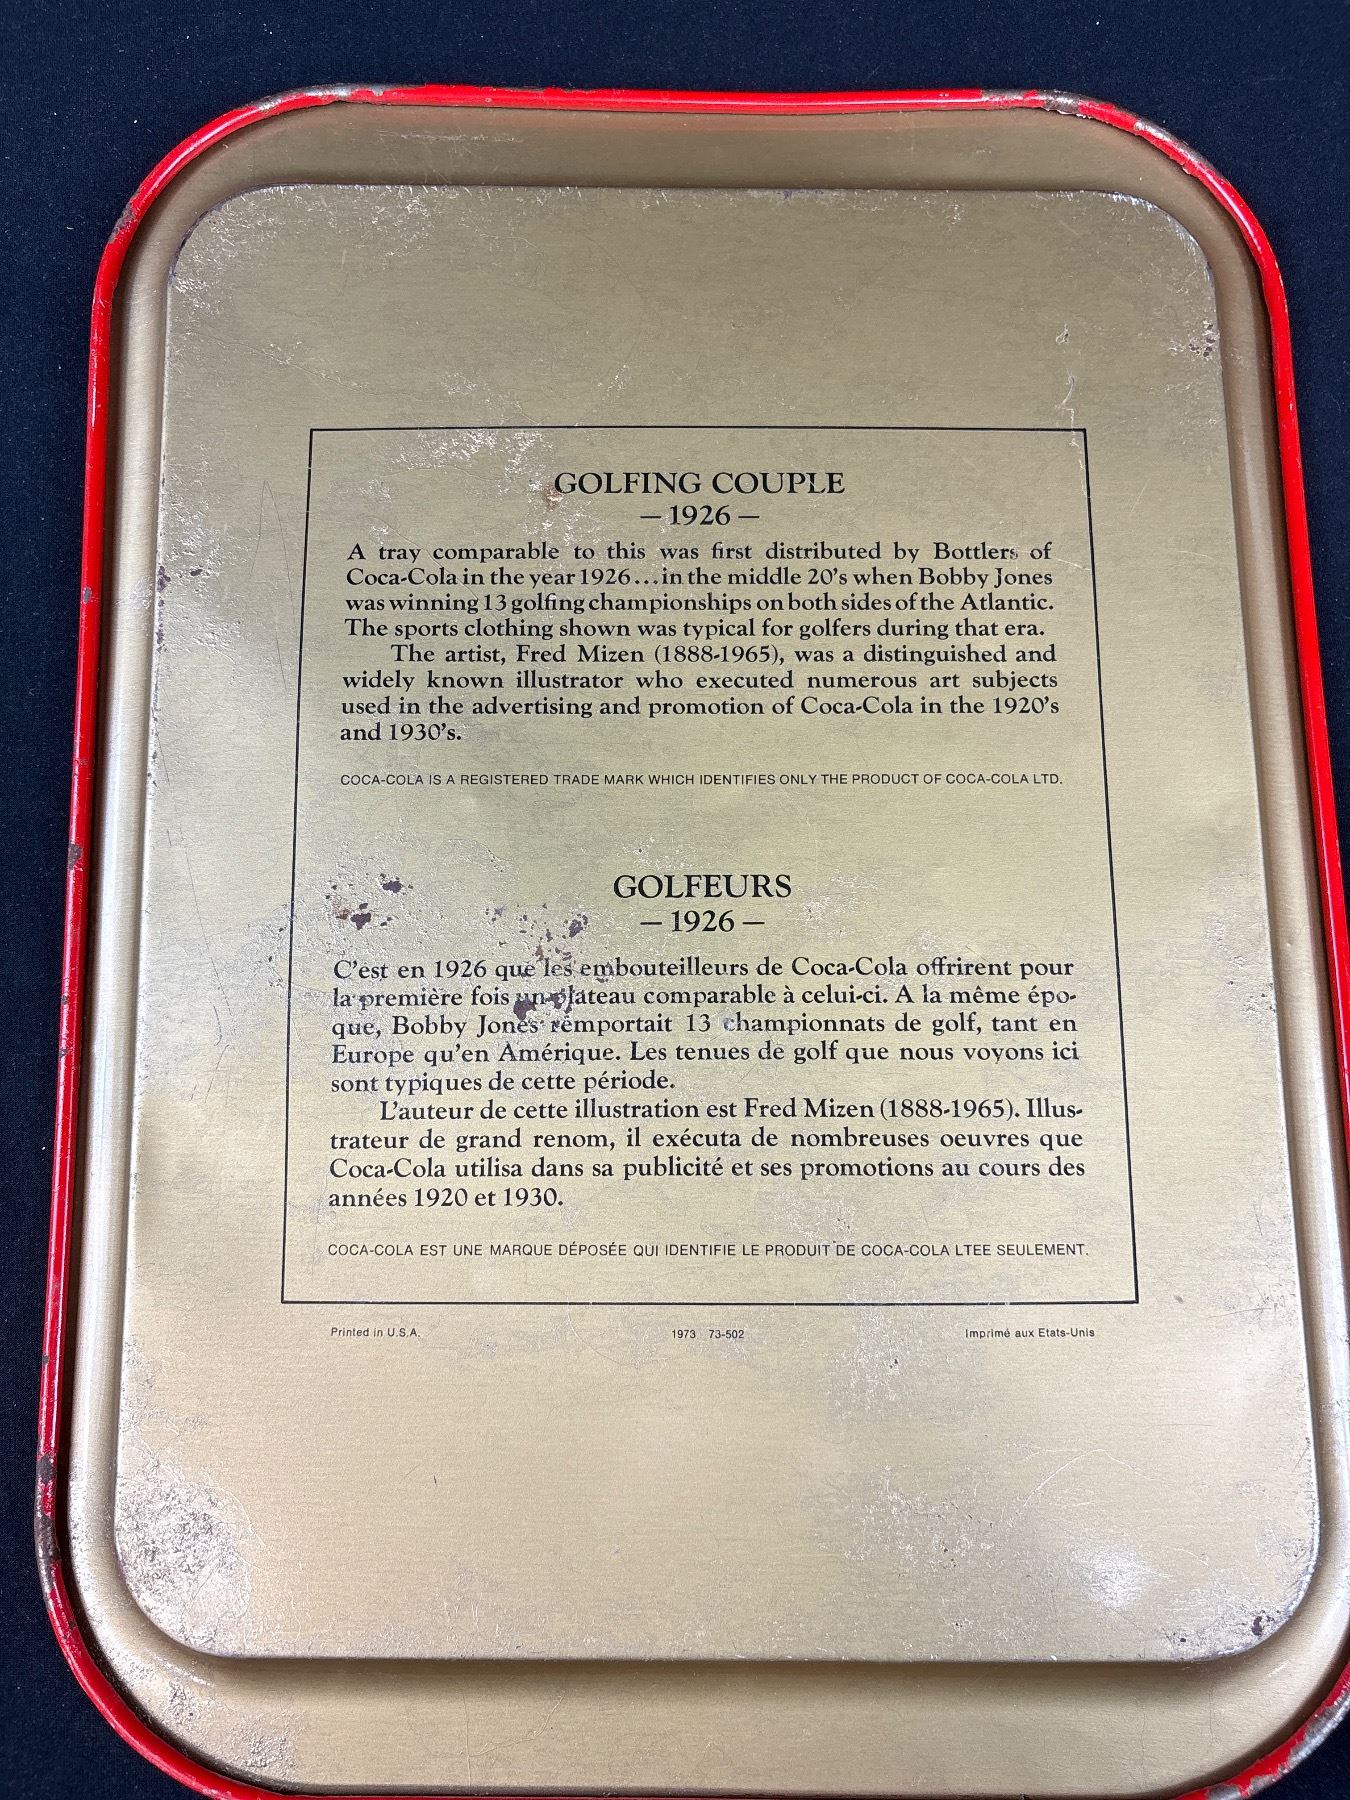 GOLFING COUPLE
— 1926 —
A tray comparable to this was first distributed by Bottlers of
Coca-Cola in the year 1926...in the middle 20's when Bobby Jones
was winning 13 golfing championships on both sides of the Atlantic.
The sports clothing shown was typical for golfers during that era.
The artist, Fred Mizen (1888-1965), was a distinguished and
widely known illustrator who executed numerous art subjects
used in the advertising and promotion of Coca-Cola in the 1920's
and 1930's.
COCA-COLA IS A REGISTERED TRADE MARK WHICH IDENTIFIES ONLY THE PRODUCT OF COCA-COLA LTD.
GOLFEURS
— 1926 —
C'est en 1926 que les embouteilleurs de Coca-Cola offrirent pour
la première fois un plateau comparable à celui-ci. A la même épo-
que, Bobby Jones remportait 13 championnats de golf, tant en
Europe qu'en Amérique. Les tenues de golf que nous voyons ici
sont typiques de cette période.
L'auteur de cette illustration est Fred Mizen (1888-1965). Illus-
trateur de grand renom, il exécuta de nombreuses oeuvres que
Coca-Cola utilisa dans sa publicité et ses promotions au cours des
années 1920 et 1930.
COCA-COLA EST UNE MARQUE DÉPOSÉE QUI IDENTIFIE LE PRODUIT DE COCA-COLA LTEE SEULEMENT.
Printed in U.S.A. 1973 73-502 Imprimé aux Etats-Unis